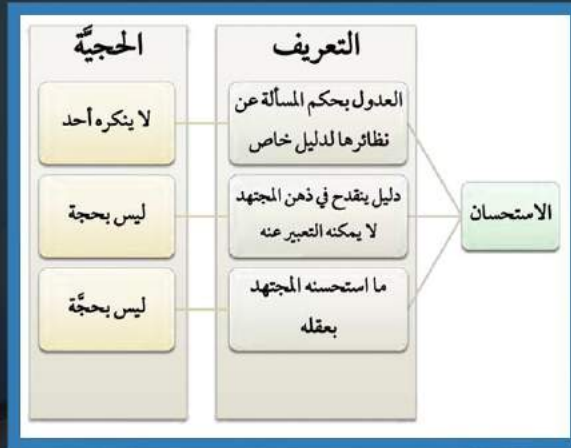 التعريف
الحجيَّة
الاستحسان
العدول بحكم المسألة عن
نظائرها لدليل خاص
لا ينكره أحد
دليل ينقدح في ذهن المجتهد
لا يمكنه التعبير عنه
ليس بحجة
ما استحسنه المجتهد
بعقله
ليس بحجَّة